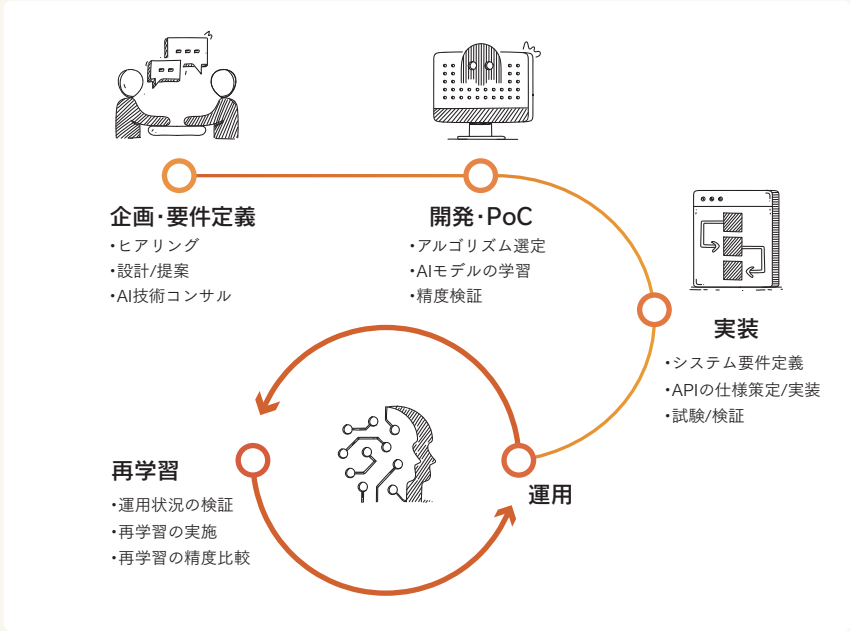 企画・要件定義
・ヒアリング
・設計/提案
・AI技術コンサル
開発・PoC
・アルゴリズム選定
・AIモデルの学習
・精度検証
実装
・システム要件定義
・APIの仕様策定/実装
・試験/検証
運用
再学習
・運用状況の検証
・再学習の実施
・再学習の精度比較